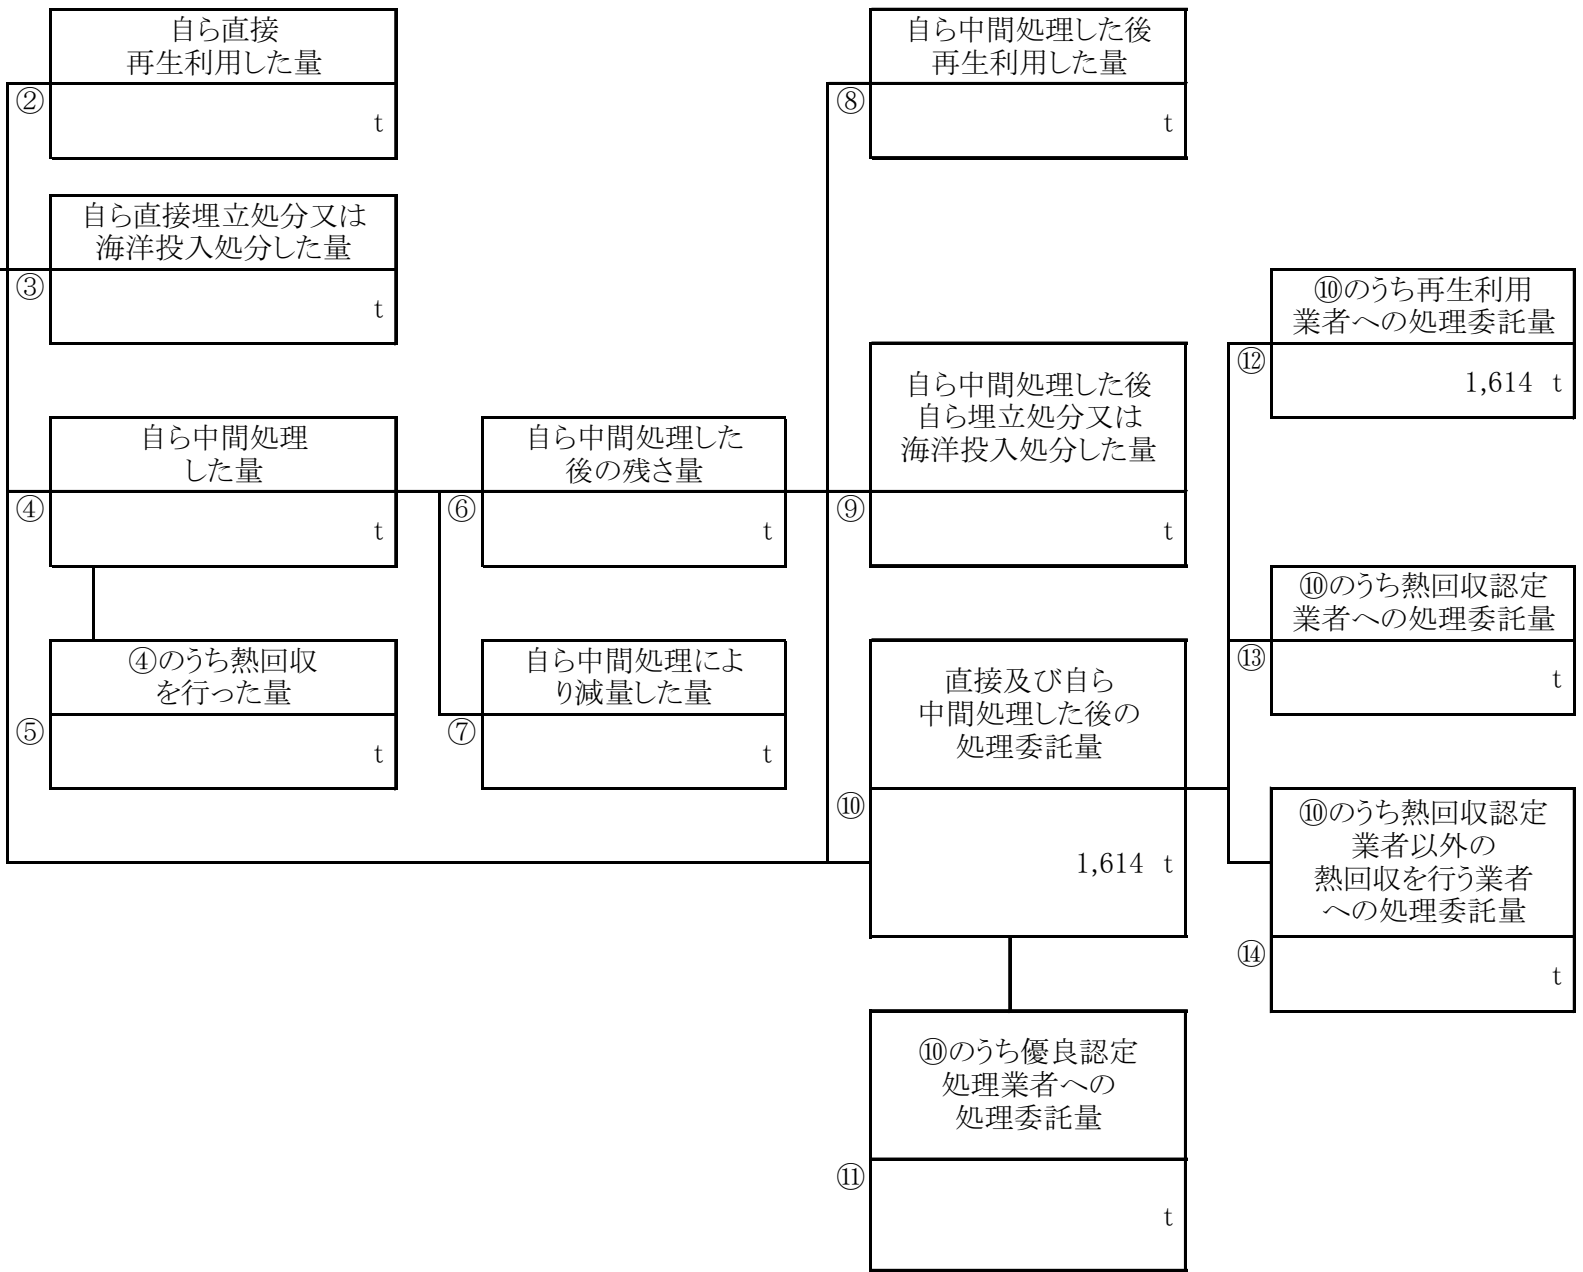 自ら直接
再生利用した量
②
t
自ら直接埋立処分又は
海洋投入処分した量
③
t
自ら中間処理
した量
④
t
④のうち熱回収
を行った量
⑤
t
自ら中間処理した
後の残さ量
⑥
t
自ら中間処理によ
り減量した量
⑦
t
自ら中間処理した後
再生利用した量
⑧
t
自ら中間処理した後
自ら埋立処分又は
海洋投入処分した量
⑨
t
直接及び自ら
中間処理した後の
処理委託量
⑩
1,614 t
⑩のうち優良認定
処理業者への
処理委託量
⑪
t
⑩のうち再生利用
業者への処理委託量
⑫
1,614 t
⑩のうち熱回収認定
業者への処理委託量
⑬
t
⑩のうち熱回収認定
業者以外の
熱回収を行う業者
への処理委託量
⑭
t